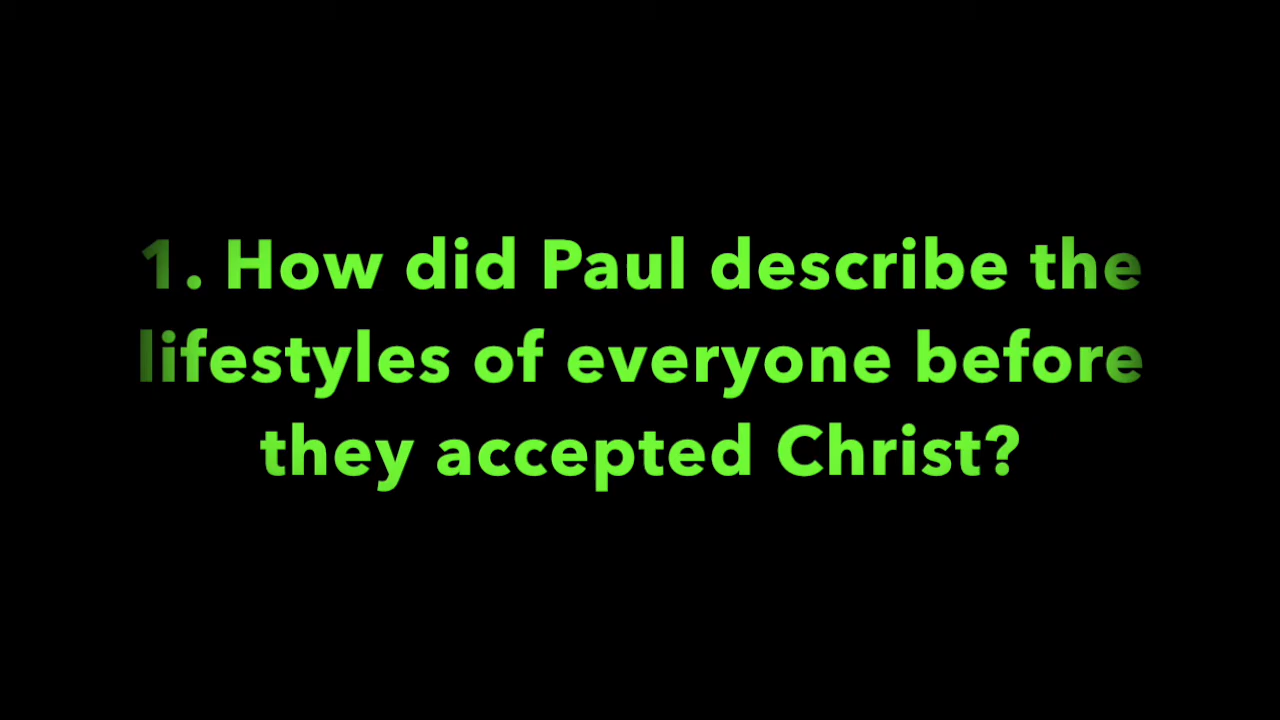 1. How did Paul describe the
lifestyles of everyone before
they accepted Christ?